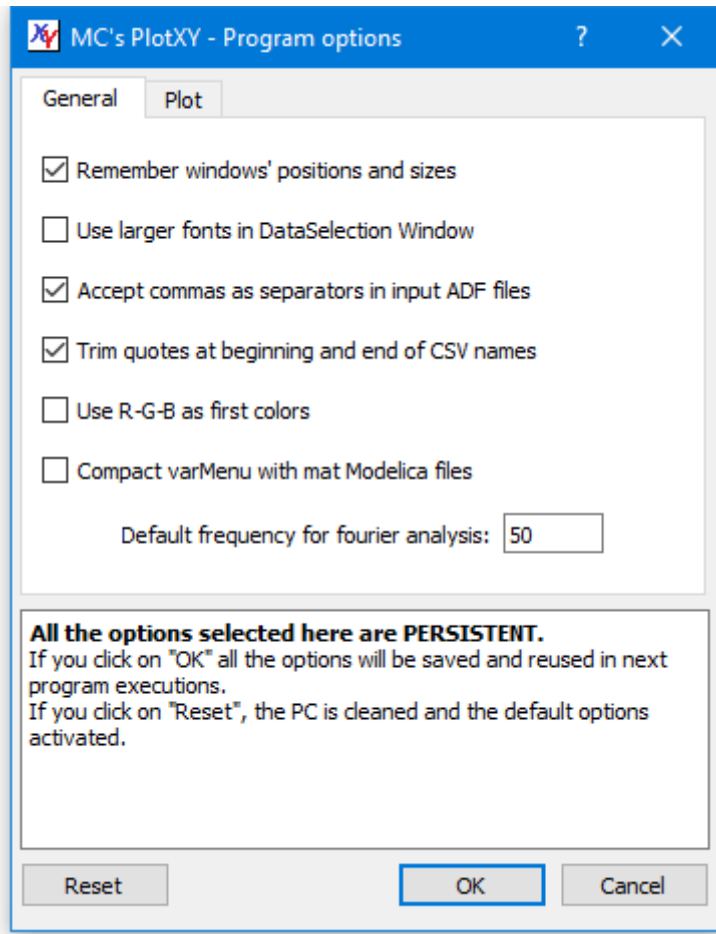 XY MC's PlotXY - Program options ?
General Plot
Remember windows' positions and sizes
Use larger fonts in DataSelection Window
Accept commas as separators in input ADF files
Trim quotes at beginning and end of CSV names
Use R-G-B as first colors
Compact varMenu with mat Modelica files
Default frequency for fourier analysis: 50
All the options selected here are PERSISTENT.
If you click on "OK" all the options will be saved and reused in next
program executions.
If you click on "Reset", the PC is cleaned and the default options
activated.
Reset OK Cancel